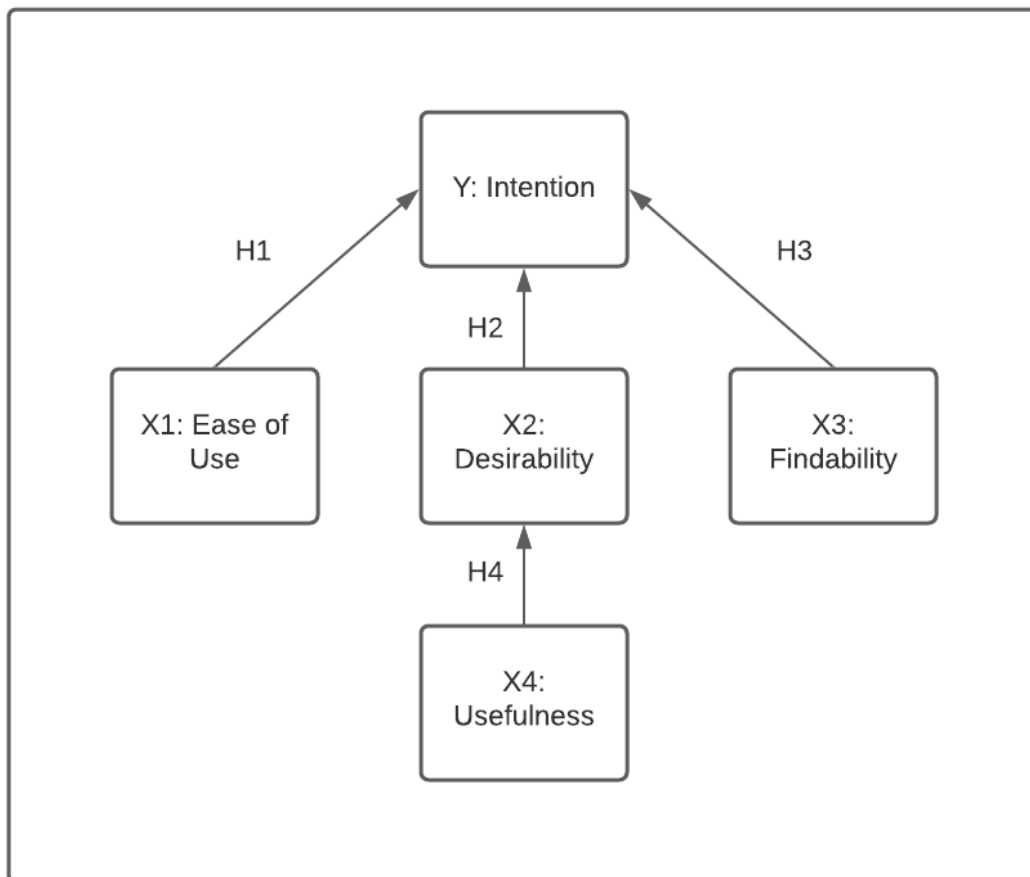 Y: Intention
H1
H3
H2
X1: Ease of
Use
X2:
Desirability
X3:
Findability
H4
X4:
Usefulness